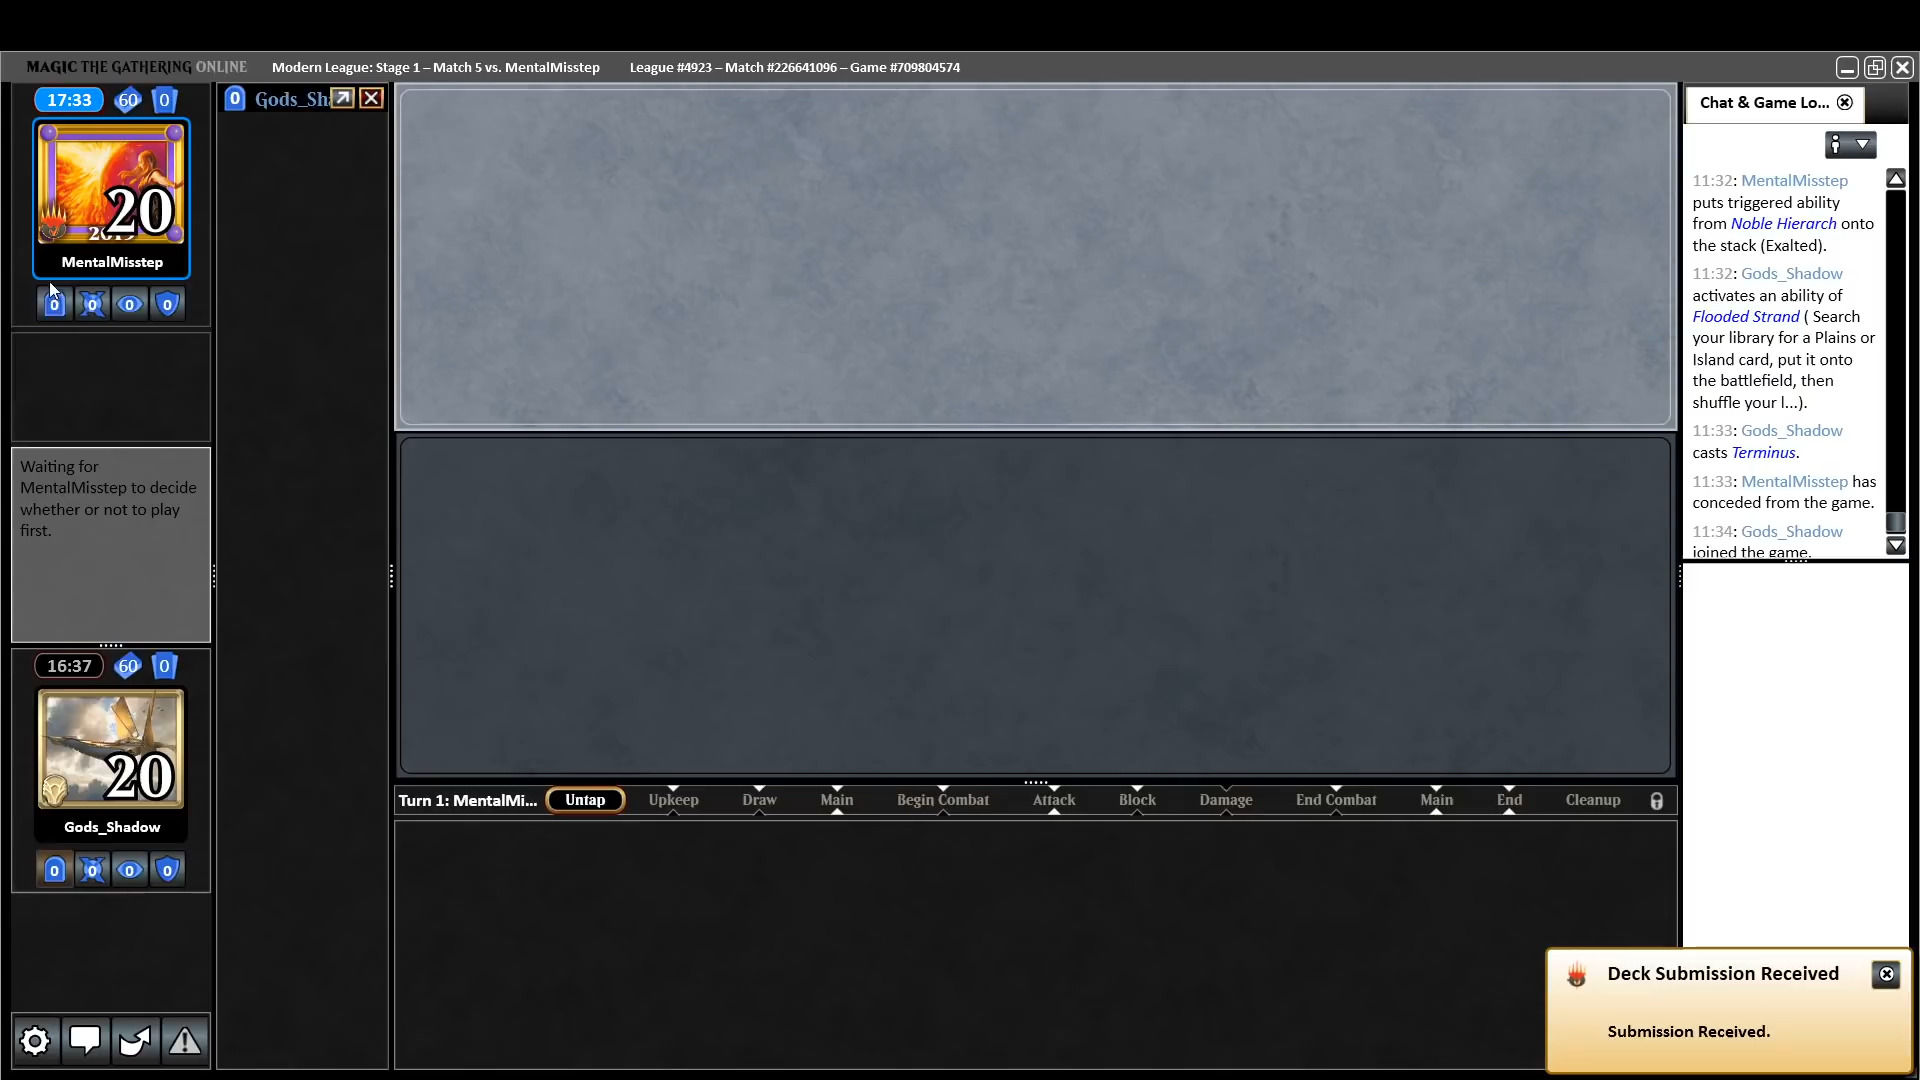 MAGIC THE GATHERING ONLINE
Modern League: Stage 1 – Match 5 vs. MentalMisstep
League #4923 – Match #226641096 – Game #709804574
17:33 60 0
20
MentalMisstep
0 0 0 0
Waiting for
MentalMisstep to decide
whether or not to play
first.
16:37 60 0
20
Gods_Shadow
0 0 0 0
0 Gods_Sh
Turn 1: MentalMi... Untap Upkeep Draw Main Begin Combat Attack Block Damage End Combat Main End Cleanup
Chat & Game Lo...
11:32: MentalMisstep
puts triggered ability
from Noble Hierarch onto
the stack (Exalted).
11:32: Gods_Shadow
activates an ability of
Flooded Strand ( Search
your library for a Plains or
Island card, put it onto
the battlefield, then
shuffle your l...).
11:33: Gods_Shadow
casts Terminus.
11:33: MentalMisstep has
conceded from the game.
11:34: Gods_Shadow
joined the game.
Deck Submission Received
Submission Received.